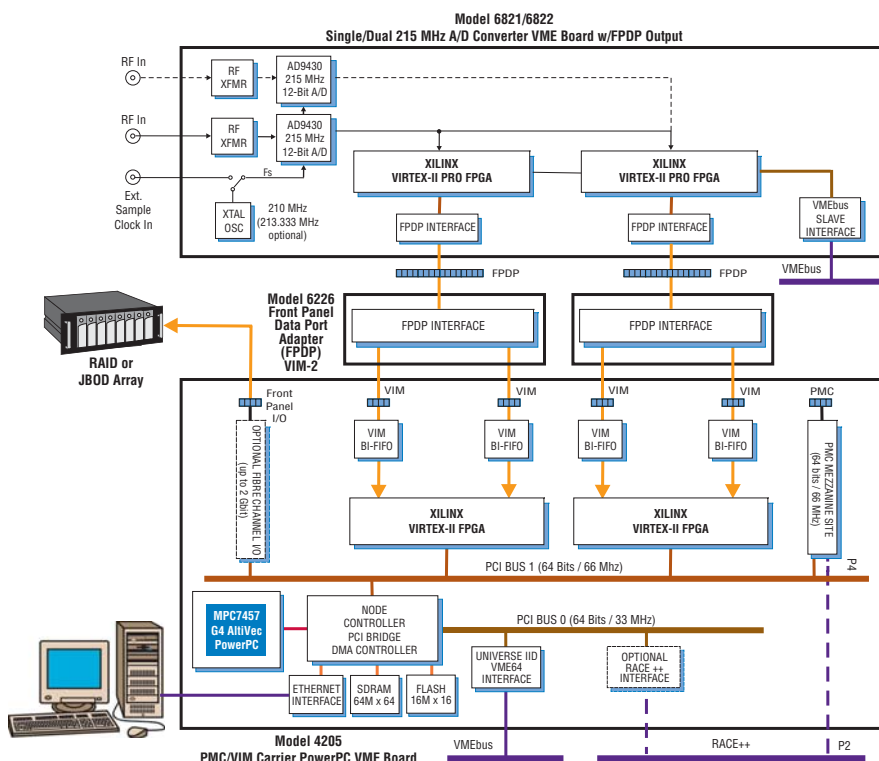 Model 6821/6822
Single/Dual 215 MHz A/D Converter VME Board w/FPDP Output
RF In
RF
XFMR
AD9430
215 MHz
12-Bit A/D
RF In
RF
XFMR
AD9430
215 MHz
12-Bit A/D
Fs
Ext.
Sample
Clock In
XTAL
OSC
210 MHz
(213.333 MHz
optional)
XILINX
VIRTEX-II PRO FPGA
XILINX
VIRTEX-II PRO FPGA
FPDP INTERFACE
FPDP INTERFACE
VMEbus
SLAVE
INTERFACE
FPDP
FPDP
VMEbus
Model 6226
Front Panel
Data Port
Adapter
(FPDP)
VIM-2
FPDP INTERFACE
FPDP INTERFACE
RAID or
JBOD Array
Front
Panel
I/O
VIM
VIM
VIM
VIM
PMC
OPTIONAL FIBRE CHANNEL I/O
(up to 2 Gbit)
VIM
BI-FIFO
VIM
BI-FIFO
VIM
BI-FIFO
VIM
BI-FIFO
PMC MEZZANINE SITE
(64 bits / 66 MHz)
XILINX
VIRTEX-II FPGA
XILINX
VIRTEX-II FPGA
P4
PCI BUS 1 (64 Bits / 66 Mhz)
MPC7457
G4 AltiVec
PowerPC
NODE
CONTROLLER
PCI BRIDGE
DMA CONTROLLER
PCI BUS 0 (64 Bits / 33 MHz)
ETHERNET
INTERFACE
SDRAM
64M x 64
FLASH
16M x 16
UNIVERSE IID
VME64
INTERFACE
OPTIONAL
RACE ++
INTERFACE
Model 4205
PMC/VIM Carrier PowerPC VME Board
VMEbus
RACE++
P2